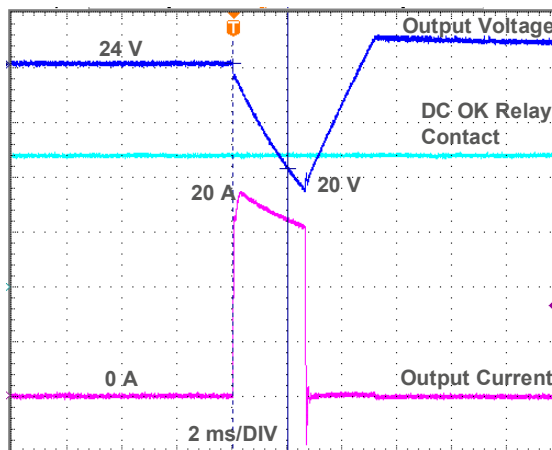 T
Output Voltage
24 V
DC OK Relay
Contact
20 V
20 A
0 A
Output Current
2 ms/DIV